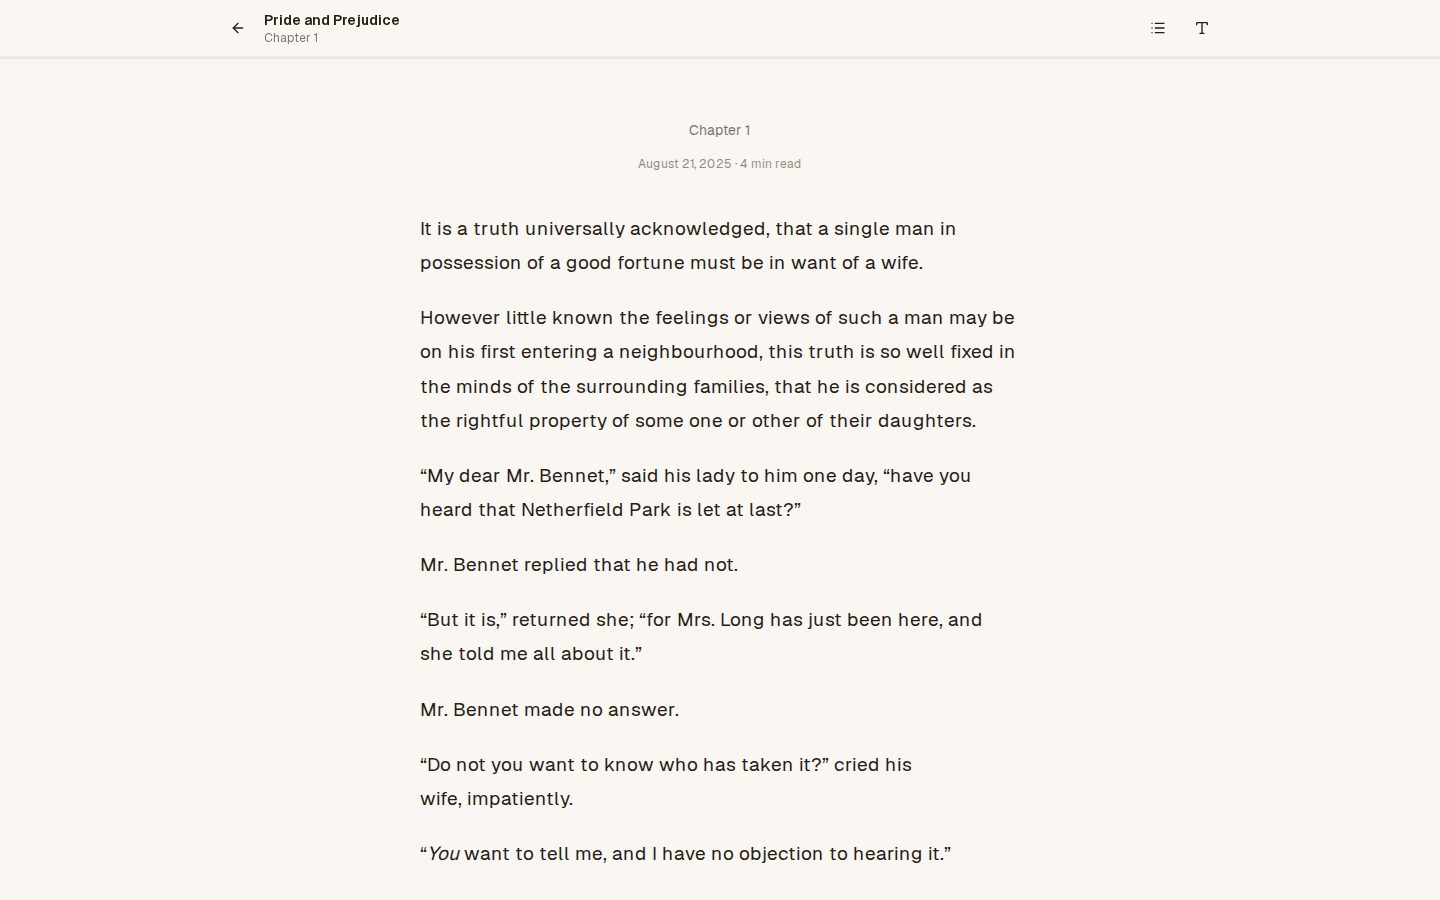 Pride and Prejudice
Chapter 1
Chapter 1
August 21, 2025 · 4 min read
It is a truth universally acknowledged, that a single man in
possession of a good fortune must be in want of a wife.
However little known the feelings or views of such a man may be
on his first entering a neighbourhood, this truth is so well fixed in
the minds of the surrounding families, that he is considered as
the rightful property of some one or other of their daughters.
“My dear Mr. Bennet,” said his lady to him one day, “have you
heard that Netherfield Park is let at last?”
Mr. Bennet replied that he had not.
“But it is,” returned she; “for Mrs. Long has just been here, and
she told me all about it.”
Mr. Bennet made no answer.
“Do not you want to know who has taken it?” cried his
wife, impatiently.
“You want to tell me, and I have no objection to hearing it.”